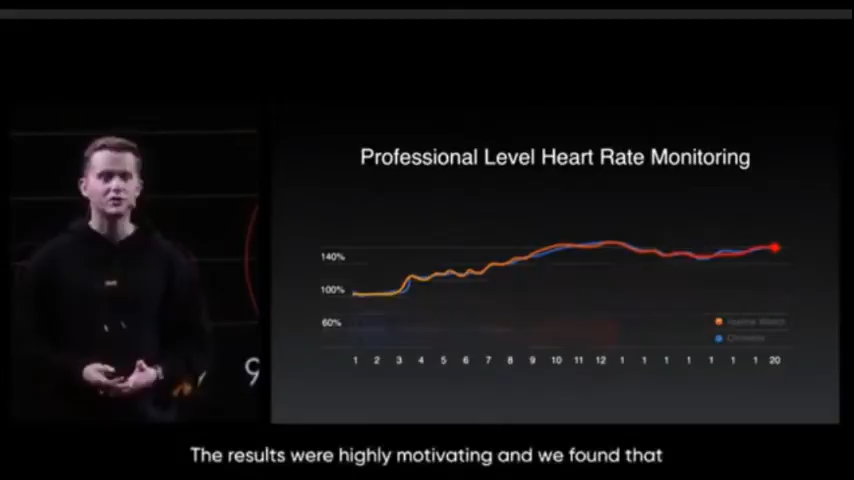 Professional Level Heart Rate Monitoring
140%
100%
60%
1 2 3 4 5 6 7 8 9 10 11 12 1 1 1 1 1 1 1 20
9
The results were highly motivating and we found that